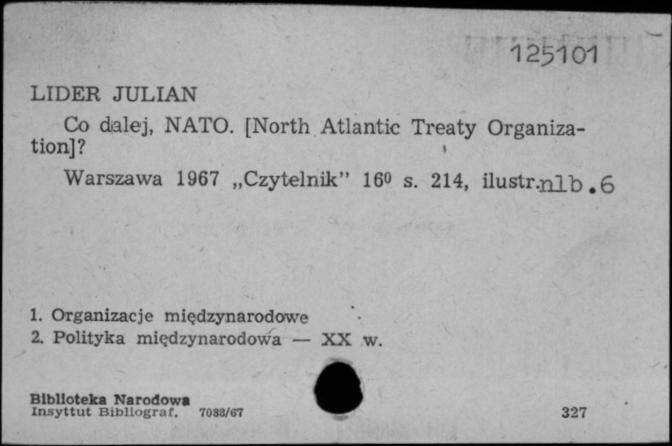 125101
LIDER JULIAN
Co dalej, NATO. [North Atlantic Treaty Organiza-
tion]?
Warszawa 1967 „Czytelnik” 16⁰ s. 214, ilustr.nlb.6
1. Organizacje międzynarodowe
2. Polityka międzynarodowa — XX w.
Biblioteka Narodowa
Insyttut Bibliograf. 7088/67
327